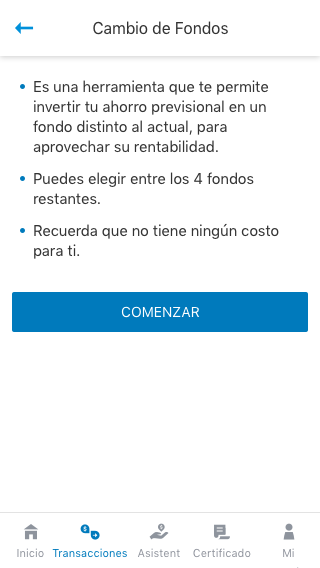 Cambio de Fondos
Es una herramienta que te permite
invertir tu ahorro previsional en un
fondo distinto al actual, para
aprovechar su rentabilidad.
Puedes elegir entre los 4 fondos
restantes.
Recuerda que no tiene ningún costo
para ti.
COMENZAR
Inicio Transacciones Asistent Certificado Mi